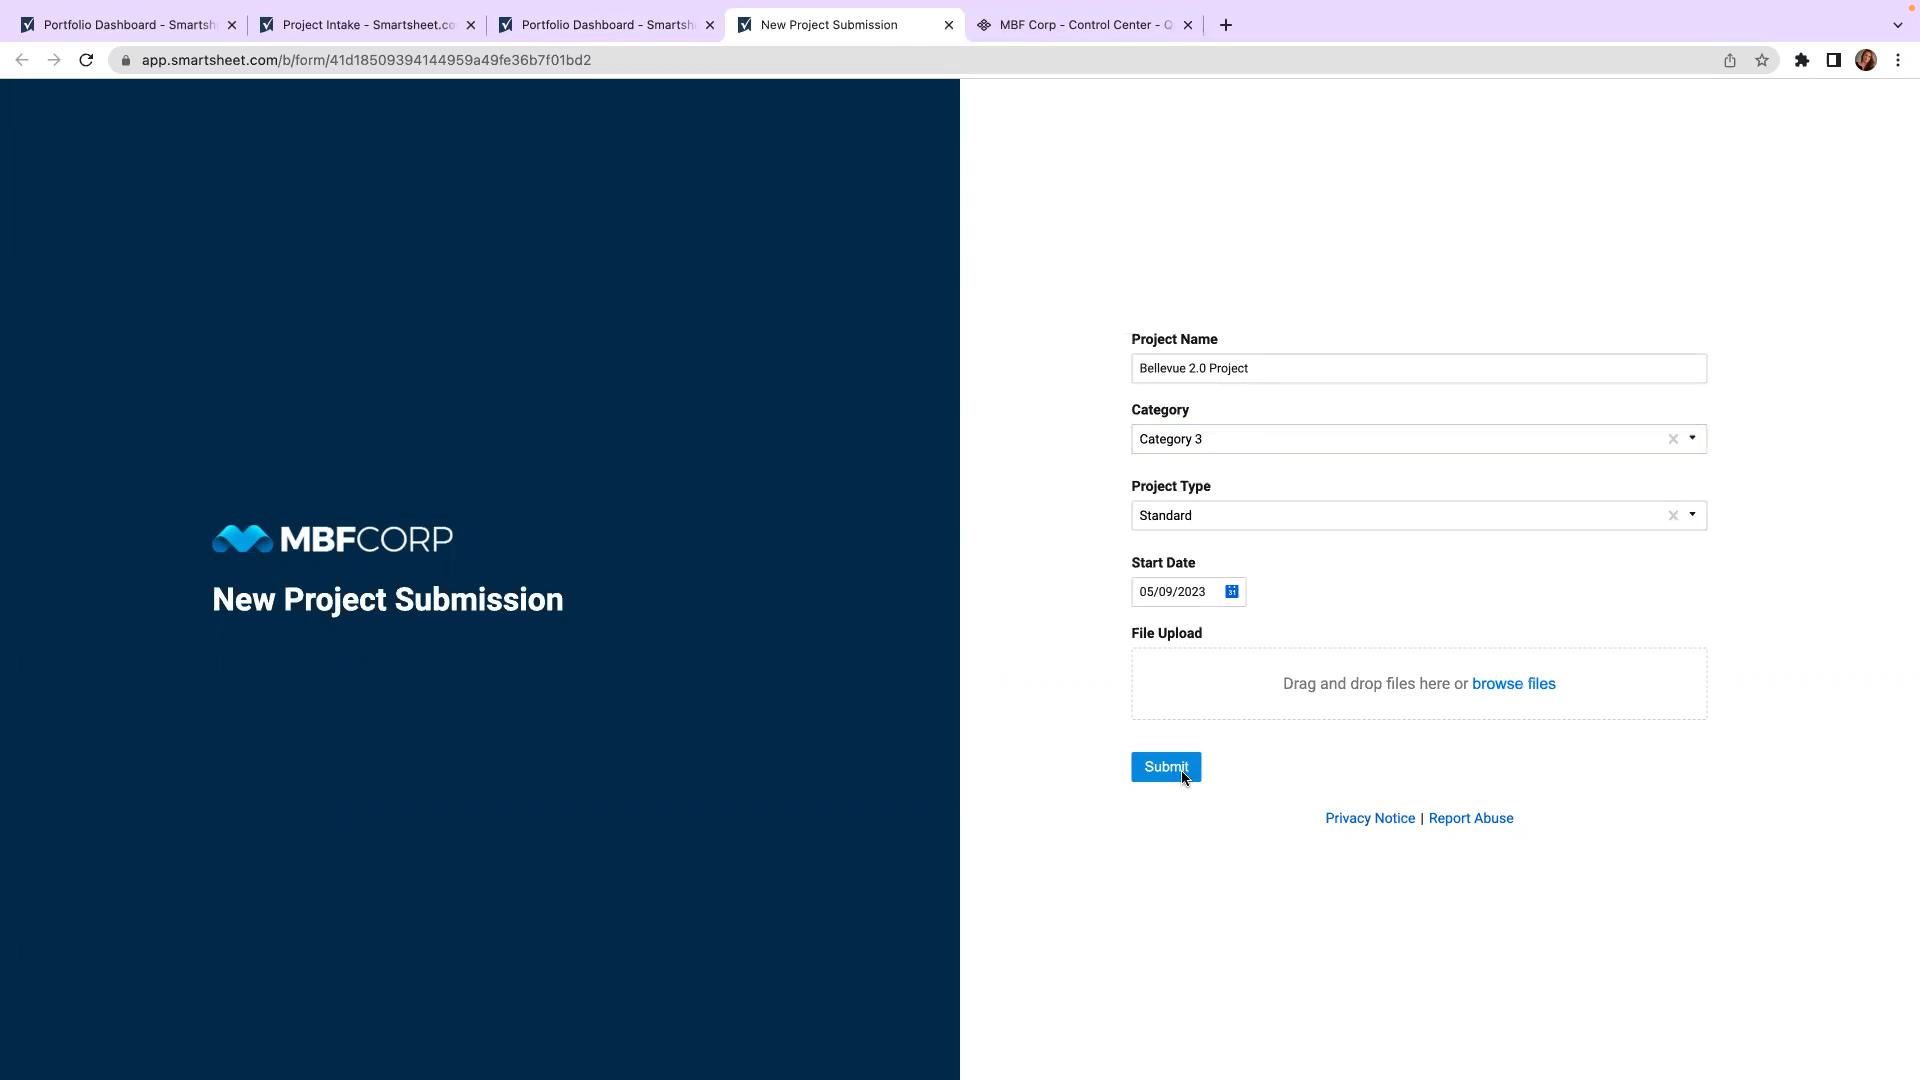 Portfolio Dashboard - Smartsh
Project Intake - Smartsheet.co
Portfolio Dashboard - Smartsh
New Project Submission
MBF Corp - Control Center - Q
app.smartsheet.com/b/form/41d18509394144959a49fe36b7f01bd2
MBFCORP
New Project Submission
Project Name
Bellevue 2.0 Project
Category
Category 3
Project Type
Standard
Start Date
05/09/2023
31
File Upload
Drag and drop files here or browse files
Submit
Privacy Notice | Report Abuse